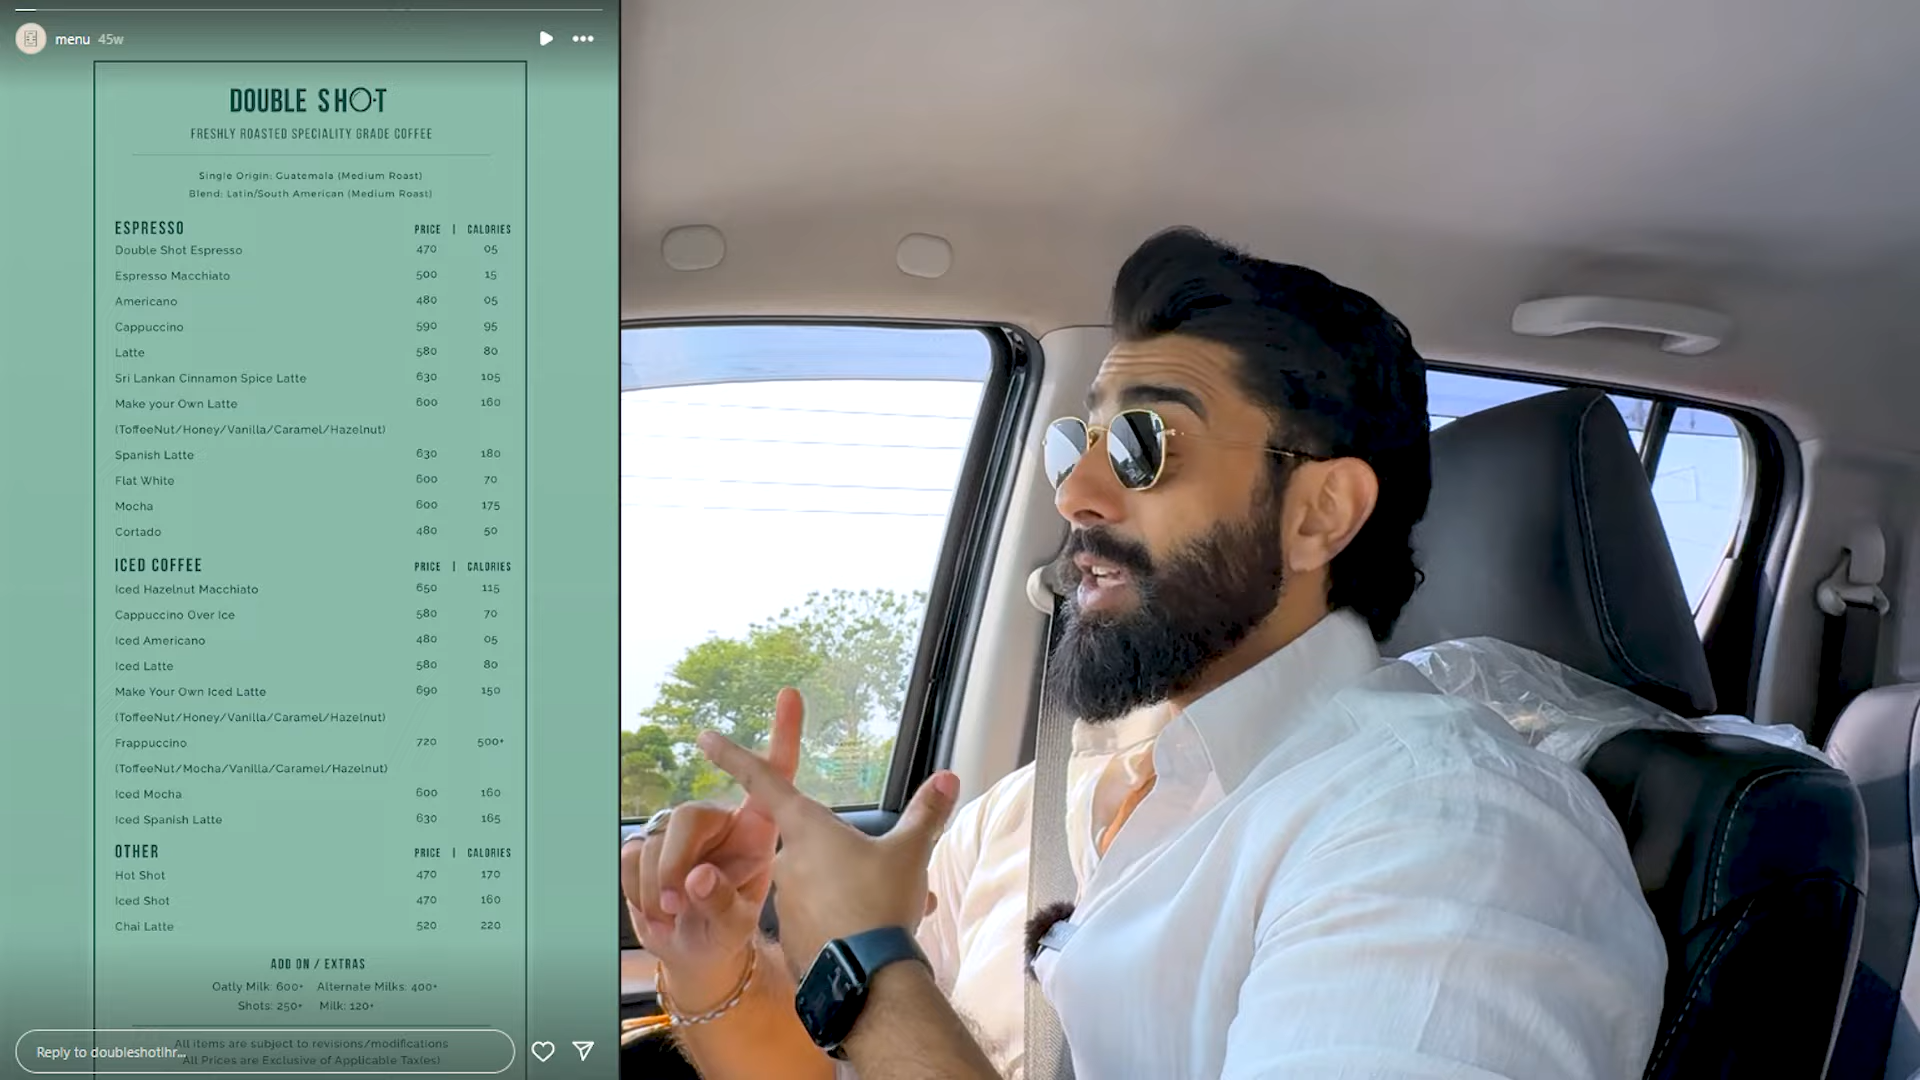 menu 45w
DOUBLE SHOT
FRESHLY ROASTED SPECIALITY GRADE COFFEE
Single Origin: Guatemala (Medium Roast)
Blend: Latin/South American (Medium Roast)
ESPRESSO PRICE | CALORIES
Double Shot Espresso 470 05
Espresso Macchiato 500 15
Americano 480 05
Cappuccino 590 95
Latte 580 80
Sri Lankan Cinnamon Spice Latte 630 105
Make your Own Latte 600 160
(ToffeeNut/Honey/Vanilla/Caramel/Hazelnut)
Spanish Latte 630 180
Flat White 600 70
Mocha 600 175
Cortado 480 50
ICED COFFEE PRICE | CALORIES
Iced Hazelnut Macchiato 650 115
Cappuccino Over Ice 580 70
Iced Americano 480 05
Iced Latte 580 80
Make Your Own Iced Latte 690 150
(ToffeeNut/Honey/Vanilla/Caramel/Hazelnut)
Frappuccino 720 500+
(ToffeeNut/Mocha/Vanilla/Caramel/Hazelnut)
Iced Mocha 600 160
Iced Spanish Latte 630 165
OTHER PRICE | CALORIES
Hot Shot 470 170
Iced Shot 470 160
Chai Latte 520 220
ADD ON / EXTRAS
Oatly Milk: 600+ Alternate Milks: 400+
Shots: 250+ Milk: 120+
All items are subject to revisions/modifications
Reply to doubleshotlhr...
All Prices are Exclusive of Applicable Tax(es)